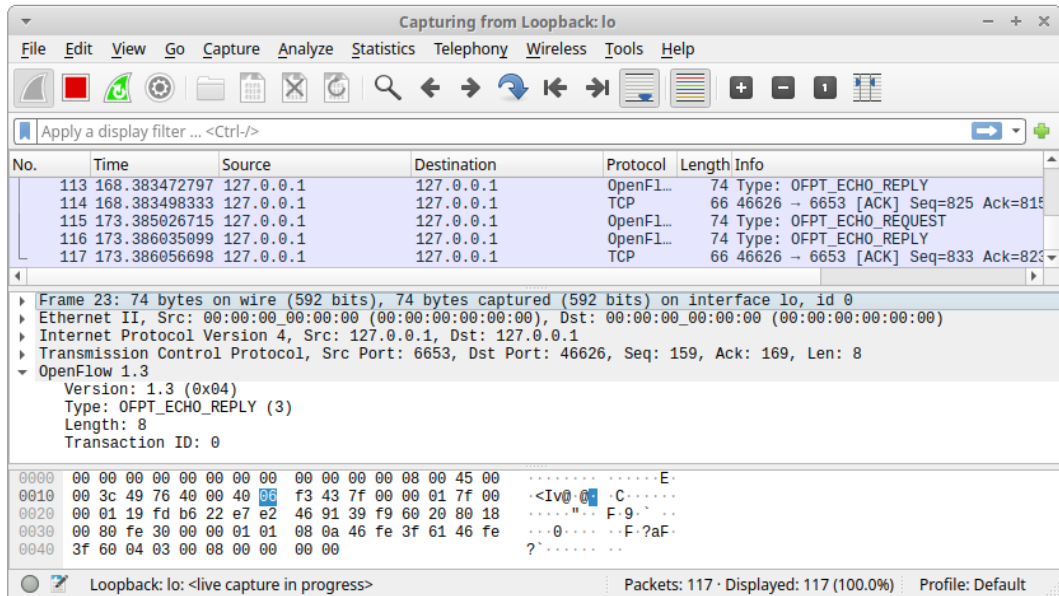 Capturing from Loopback: lo
File Edit View Go Capture Analyze Statistics Telephony Wireless Tools Help
Apply a display filter ... <Ctrl-/>
No. Time Source Destination Protocol Length Info
113 168.383472797 127.0.0.1 127.0.0.1 OpenFl… 74 Type: OFPT_ECHO_REPLY
114 168.383498333 127.0.0.1 127.0.0.1 TCP 66 46626 → 6653 [ACK] Seq=825 Ack=815
115 173.385026715 127.0.0.1 127.0.0.1 OpenFl… 74 Type: OFPT_ECHO_REQUEST
116 173.386035099 127.0.0.1 127.0.0.1 OpenFl… 74 Type: OFPT_ECHO_REPLY
117 173.386056698 127.0.0.1 127.0.0.1 TCP 66 46626 → 6653 [ACK] Seq=833 Ack=823
Frame 23: 74 bytes on wire (592 bits), 74 bytes captured (592 bits) on interface lo, id 0
Ethernet II, Src: 00:00:00_00:00:00 (00:00:00:00:00:00), Dst: 00:00:00_00:00:00 (00:00:00:00:00:00)
Internet Protocol Version 4, Src: 127.0.0.1, Dst: 127.0.0.1
Transmission Control Protocol, Src Port: 6653, Dst Port: 46626, Seq: 159, Ack: 169, Len: 8
OpenFlow 1.3
Version: 1.3 (0x04)
Type: OFPT_ECHO_REPLY (3)
Length: 8
Transaction ID: 0
0000 00 00 00 00 00 00 00 00 00 00 00 00 08 00 45 00 ········ ······E·
0010 00 3c 49 76 40 00 40 06 f3 43 7f 00 00 01 7f 00 ·<Iv@·@· ·C······
0020 00 01 19 fd b6 22 e7 e2 46 91 39 f9 60 20 80 18 ·····"·· F·9·` ··
0030 00 80 fe 30 00 00 01 01 08 0a 46 fe 3f 61 46 fe ···0···· ··F·?aF·
0040 3f 60 04 03 00 08 00 00 00 00 ?`······ ··
Loopback: lo: <live capture in progress> Packets: 117 · Displayed: 117 (100.0%) Profile: Default